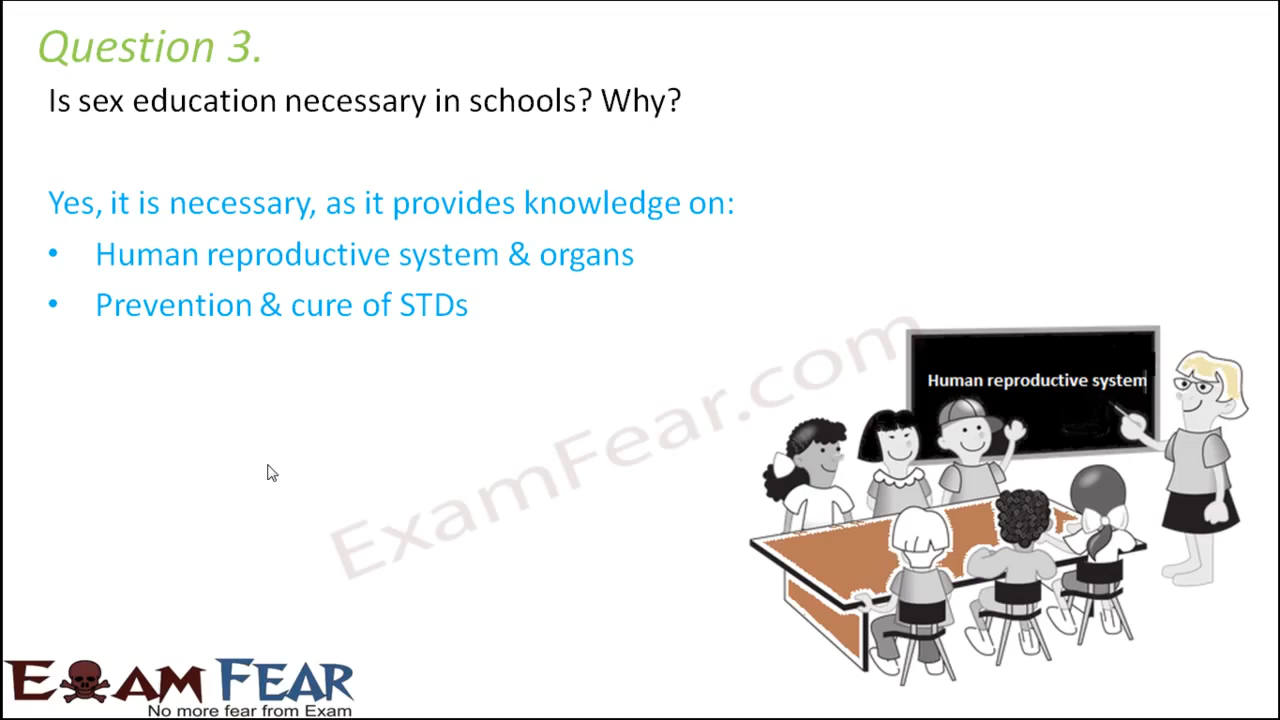 Question 3.
Is sex education necessary in schools? Why?
Yes, it is necessary, as it provides knowledge on:
• Human reproductive system & organs
• Prevention & cure of STDs
Human reproductive system
ExamFear.com
EXAM FEAR
No more fear from Exam